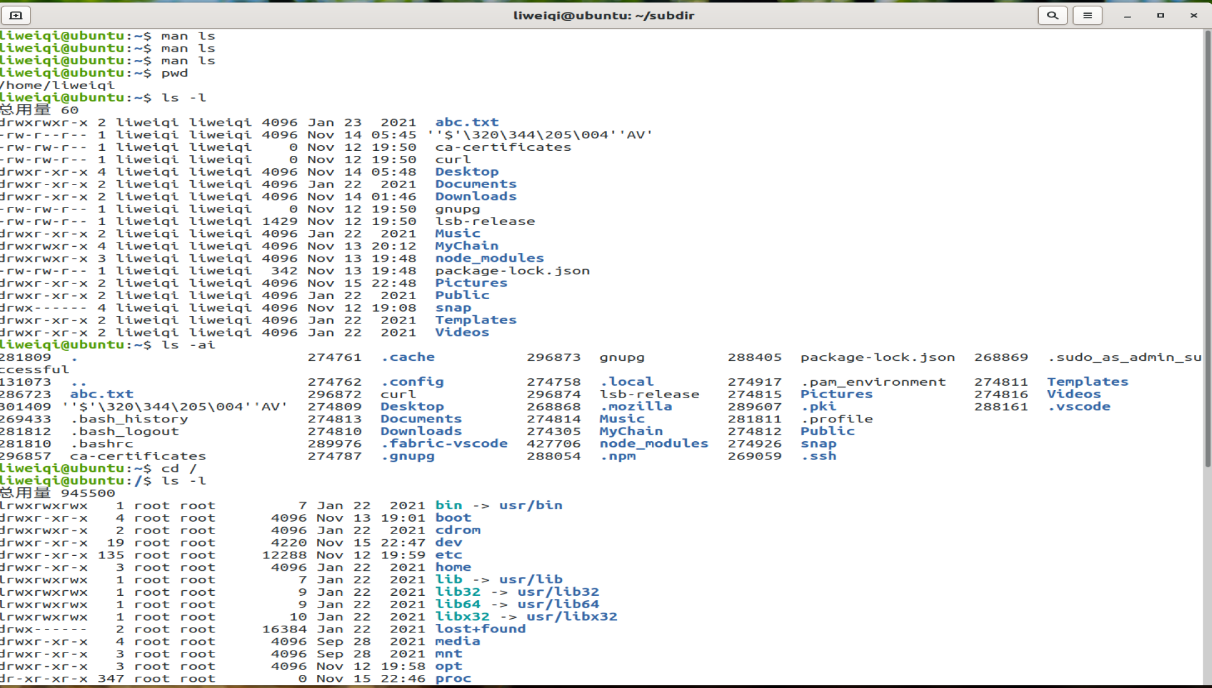 liweiqi@ubuntu: ~/subdir
liweiqi@ubuntu:~$ man ls
liweiqi@ubuntu:~$ man ls
liweiqi@ubuntu:~$ man ls
liweiqi@ubuntu:~$ pwd
/home/liweiqi
liweiqi@ubuntu:~$ ls -l
总用量 60
drwxrwxr-x 2 liweiqi liweiqi 4096 Jan 23  2021  abc.txt
-rw-r--r-- 1 liweiqi liweiqi 4096 Nov 14 05:45 ''$'\320\344\205\004''AV'
-rw-rw-r-- 1 liweiqi liweiqi    0 Nov 12 19:50  ca-certificates
-rw-rw-r-- 1 liweiqi liweiqi    0 Nov 12 19:50  curl
drwxr-xr-x 4 liweiqi liweiqi 4096 Nov 14 05:48  Desktop
drwxr-xr-x 2 liweiqi liweiqi 4096 Jan 22  2021  Documents
drwxr-xr-x 2 liweiqi liweiqi 4096 Nov 14 01:46  Downloads
-rw-rw-r-- 1 liweiqi liweiqi    0 Nov 12 19:50  gnupg
-rw-rw-r-- 1 liweiqi liweiqi 1429 Nov 12 19:50  lsb-release
drwxr-xr-x 2 liweiqi liweiqi 4096 Jan 22  2021  Music
drwxrwxr-x 4 liweiqi liweiqi 4096 Nov 13 20:12  MyChain
drwxrwxr-x 3 liweiqi liweiqi 4096 Nov 13 19:48  node_modules
-rw-rw-r-- 1 liweiqi liweiqi  342 Nov 13 19:48  package-lock.json
drwxr-xr-x 2 liweiqi liweiqi 4096 Nov 15 22:48  Pictures
drwxr-xr-x 2 liweiqi liweiqi 4096 Jan 22  2021  Public
drwx------ 4 liweiqi liweiqi 4096 Nov 12 19:08  snap
drwxr-xr-x 2 liweiqi liweiqi 4096 Jan 22  2021  Templates
drwxr-xr-x 2 liweiqi liweiqi 4096 Jan 22  2021  Videos
liweiqi@ubuntu:~$ ls -ai
281809  .  274761  .cache  296873  gnupg  288405  package-lock.json  268869  .sudo_as_admin_su
ccessful
131073  ..  274762  .config  274758  .local  274917  .pam_environment  274811  Templates
286723  abc.txt  296872  curl  296874  lsb-release  274815  Pictures  274816  Videos
301409 ''$'\320\344\205\004''AV'  274809  Desktop  268868  .mozilla  289607  .pki  288161  .vscode
269433  .bash_history  274813  Documents  274814  Music  281811  .profile
281812  .bash_logout  274810  Downloads  274305  MyChain  274812  Public
281810  .bashrc  289976  .fabric-vscode  427706  node_modules  274926  snap
296857  ca-certificates  274787  .gnupg  288054  .npm  269059  .ssh
liweiqi@ubuntu:~$ cd /
liweiqi@ubuntu:/$ ls -l
总用量 945500
lrwxrwxrwx   1 root root         7 Jan 22  2021 bin -> usr/bin
drwxr-xr-x   4 root root      4096 Nov 13 19:01 boot
drwxrwxr-x   2 root root      4096 Jan 22  2021 cdrom
drwxr-xr-x  19 root root      4220 Nov 15 22:47 dev
drwxr-xr-x 135 root root     12288 Nov 12 19:59 etc
drwxr-xr-x   3 root root      4096 Jan 22  2021 home
lrwxrwxrwx   1 root root         7 Jan 22  2021 lib -> usr/lib
lrwxrwxrwx   1 root root         9 Jan 22  2021 lib32 -> usr/lib32
lrwxrwxrwx   1 root root         9 Jan 22  2021 lib64 -> usr/lib64
lrwxrwxrwx   1 root root        10 Jan 22  2021 libx32 -> usr/libx32
drwx------   2 root root     16384 Jan 22  2021 lost+found
drwxr-xr-x   4 root root      4096 Sep 28  2021 media
drwxr-xr-x   3 root root      4096 Sep 28  2021 mnt
drwxr-xr-x   3 root root      4096 Nov 12 19:58 opt
dr-xr-xr-x 347 root root         0 Nov 15 22:46 proc